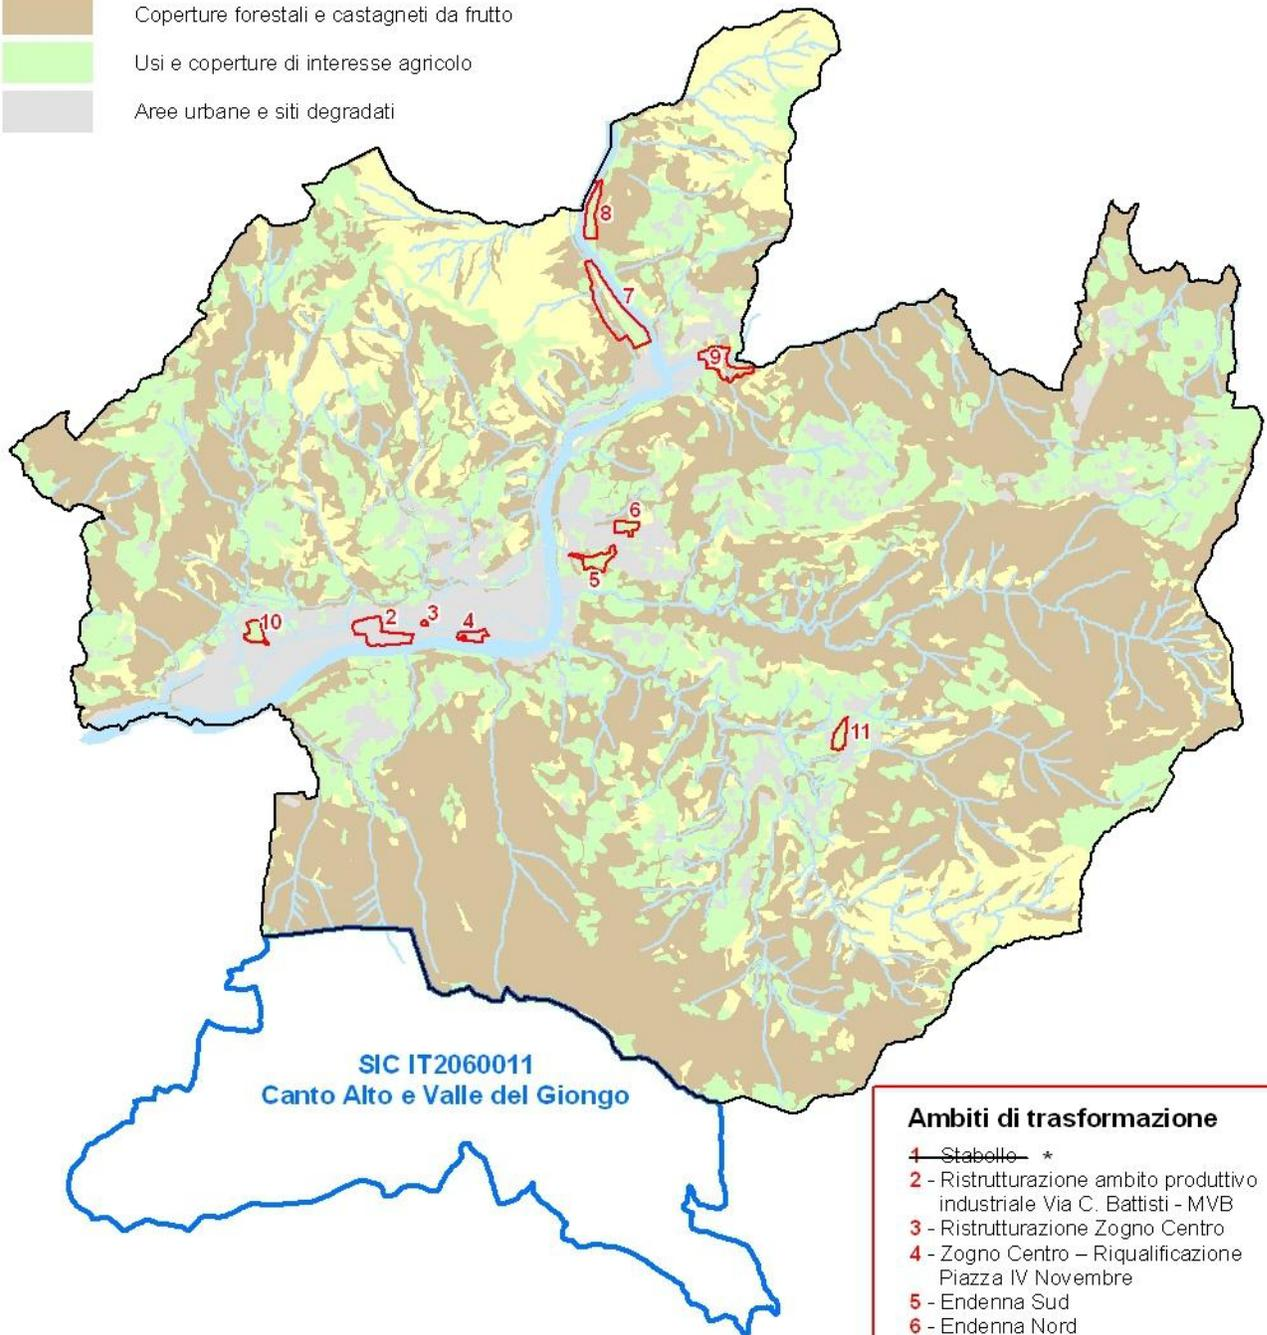 Coperture forestali e castagneti da frutto
Usi e coperture di interesse agricolo
Aree urbane e siti degradati
8
7
9
6
5
10
2
3
4
11
SIC IT2060011
Canto Alto e Valle del Giongo
Ambiti di trasformazione
1 - Stabello - *
2 - Ristrutturazione ambito produttivo
industriale Via C. Battisti - MVB
3 - Ristrutturazione Zogno Centro
4 - Zogno Centro – Riqualificazione
Piazza IV Novembre
5 - Endenna Sud
6 - Endenna Nord